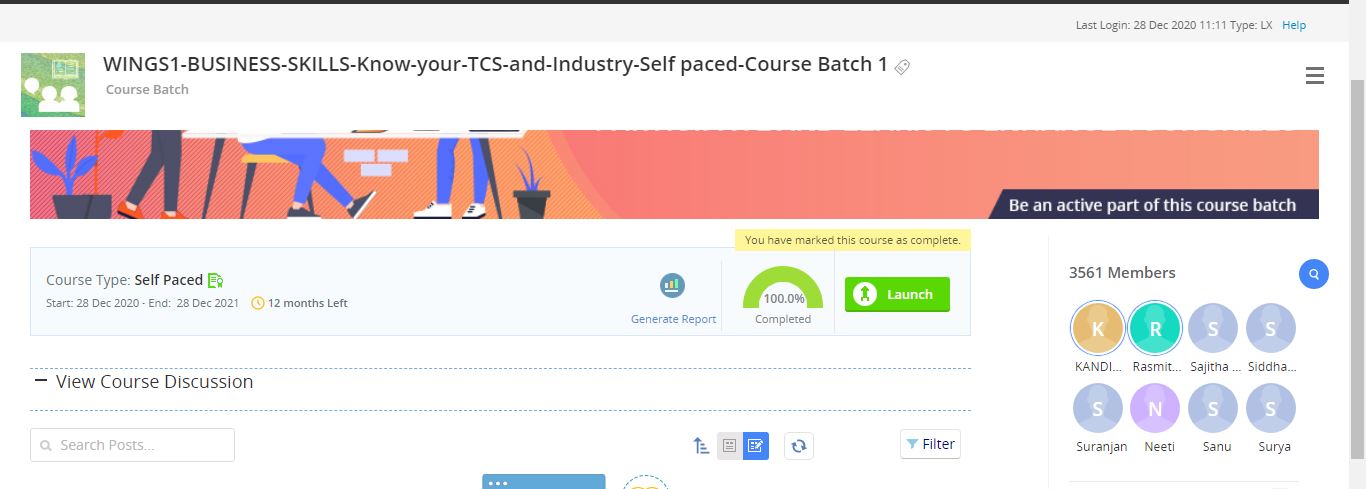 Last Login: 28 Dec 2020 11:11 Type: LX Help
WINGS1-BUSINESS-SKILLS-Know-your-TCS-and-Industry-Self paced-Course Batch 1
Course Batch
Be an active part of this course batch
You have marked this course as complete.
Course Type: Self Paced
Start: 28 Dec 2020 - End: 28 Dec 2021 12 months Left
Generate Report
100.0%
Completed
Launch
3561 Members
K R S S
KANDI... Rasmit... Sajitha ... Siddha...
S N S S
Suranjan Neeti Sanu Surya
View Course Discussion
Search Posts...
Filter